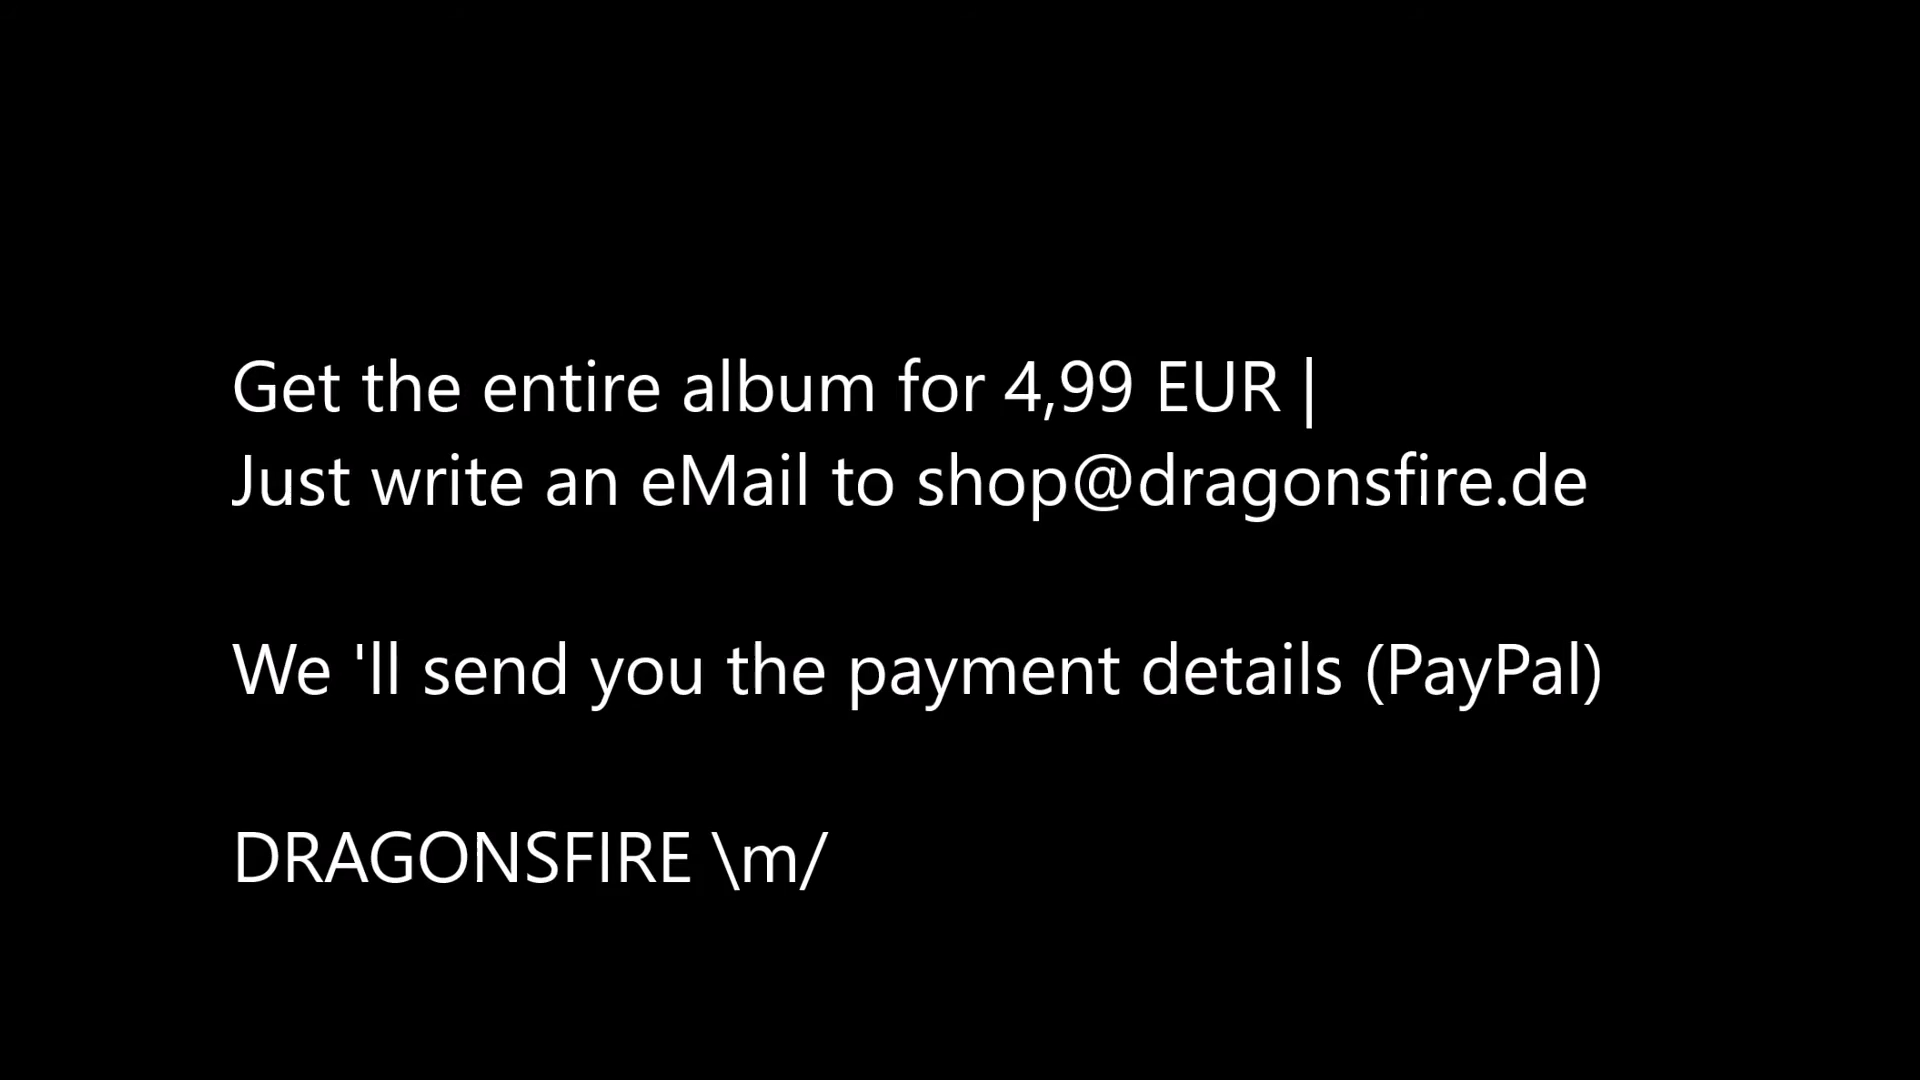 Get the entire album for 4,99 EUR |
Just write an eMail to shop@dragonsfire.de
We 'll send you the payment details (PayPal)
DRAGONSFIRE \m/